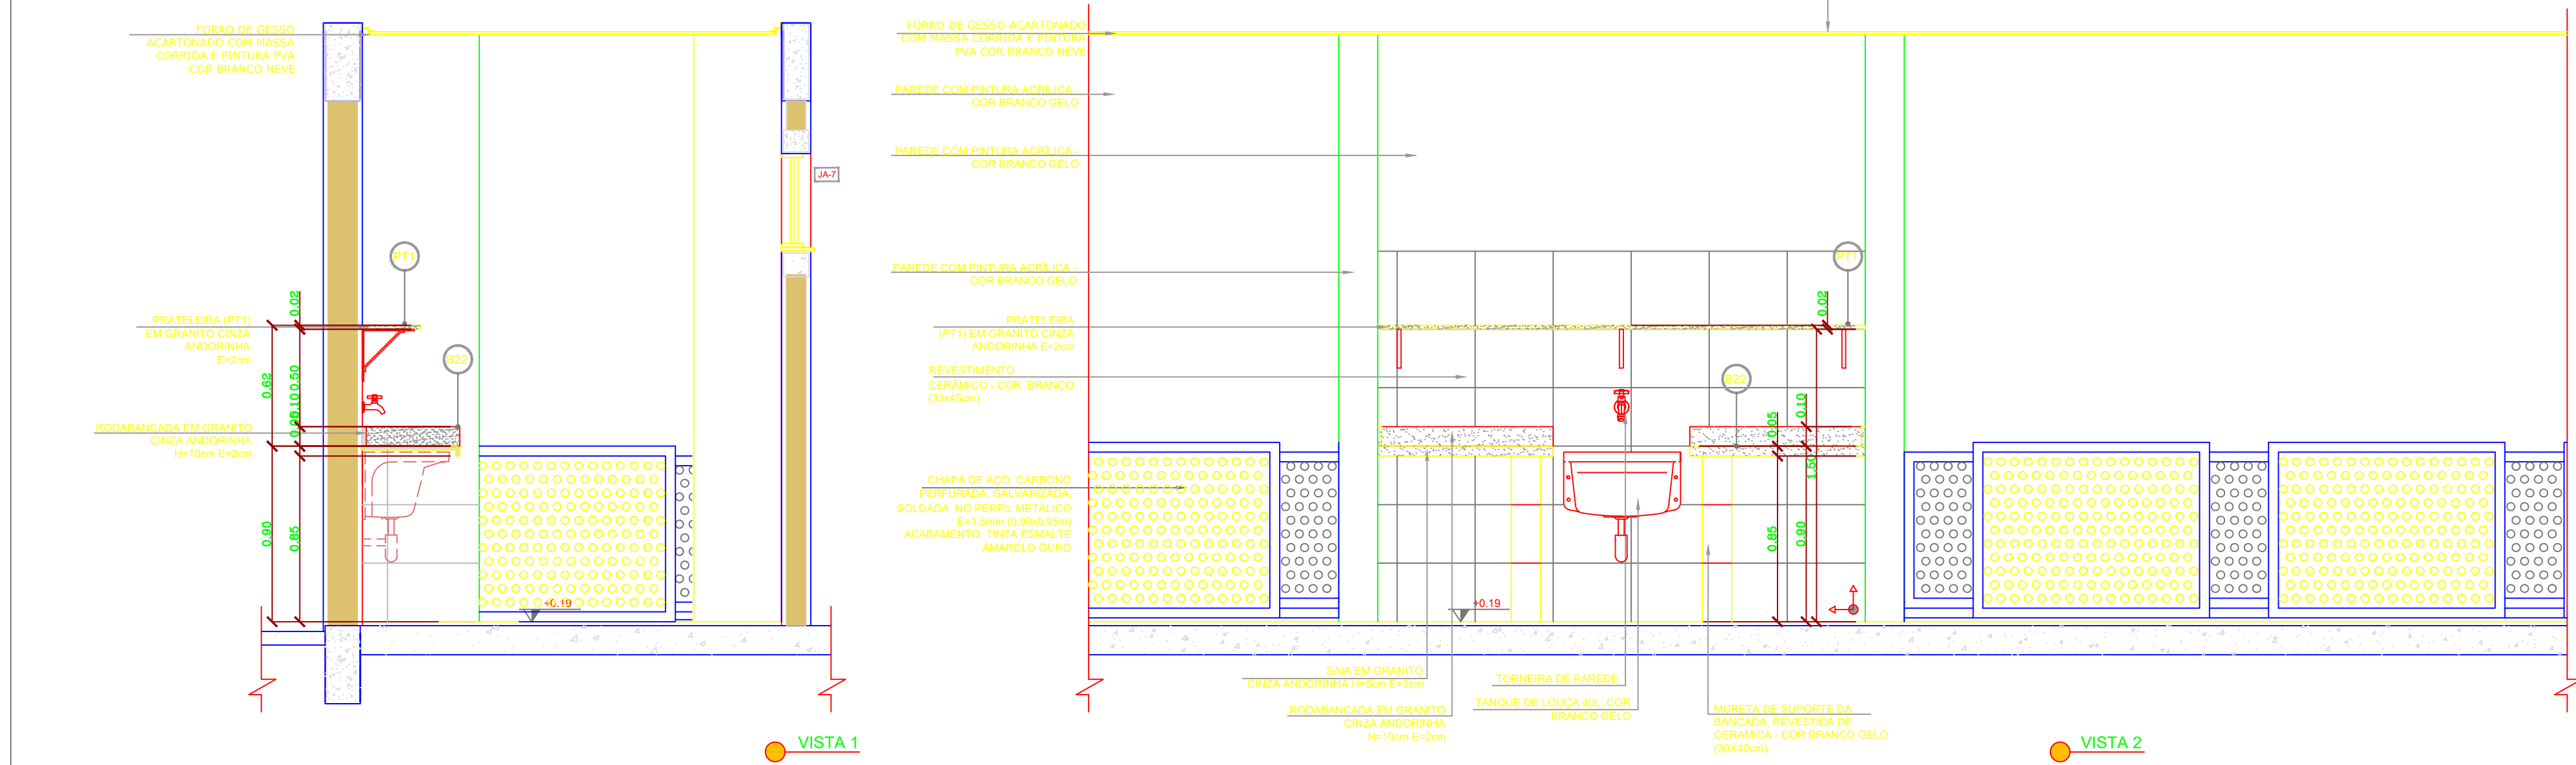 FORRO DE GESSO
ACARTONADO COM MASSA
CORRIDA E PINTURA PVA
COR BRANCO NEVE
JA-7
PT1
0.02
PRATELEIRA (PT1)
EM GRANITO CINZA
ANDORINHA
E=2cm
B22
0.62
0.50
0.10
0.05
RODABANCADA EM GRANITO
CINZA ANDORINHA
H=10cm E=2cm
0.90
0.85
+0.19
VISTA 1
FORRO DE GESSO ACARTONADO
COM MASSA CORRIDA E PINTURA
PVA COR BRANCO NEVE
PAREDE COM PINTURA ACRÍLICA -
COR BRANCO GELO
PAREDE COM PINTURA ACRÍLICA -
COR BRANCO GELO
PAREDE COM PINTURA ACRÍLICA -
COR BRANCO GELO
PT1
0.02
PRATELEIRA
(PT1) EM GRANITO CINZA
ANDORINHA E=2cm
REVESTIMENTO
CERÂMICO - COR BRANCO
(33x45cm)
B22
0.05
0.10
1.50
0.85
0.90
CHAPA DE AÇO CARBONO
PERFURADA, GALVANIZADA,
SOLDADA NO PERFIL METÁLICO
E=1,5mm (0,90x0,95m)
ACABAMENTO: TINTA ESMALTE
AMARELO OURO
+0.19
SAIA EM GRANITO
CINZA ANDORINHA H=5cm E=2cm
RODABANCADA EM GRANITO
CINZA ANDORINHA
H=10cm E=2cm
TORNEIRA DE PAREDE
TANQUE DE LOUÇA 40L, COR
BRANCO GELO
MURETA DE SUPORTE DA
BANCADA, REVESTIDA DE
CERAMICA - COR BRANCO GELO
(30X40cm)
VISTA 2